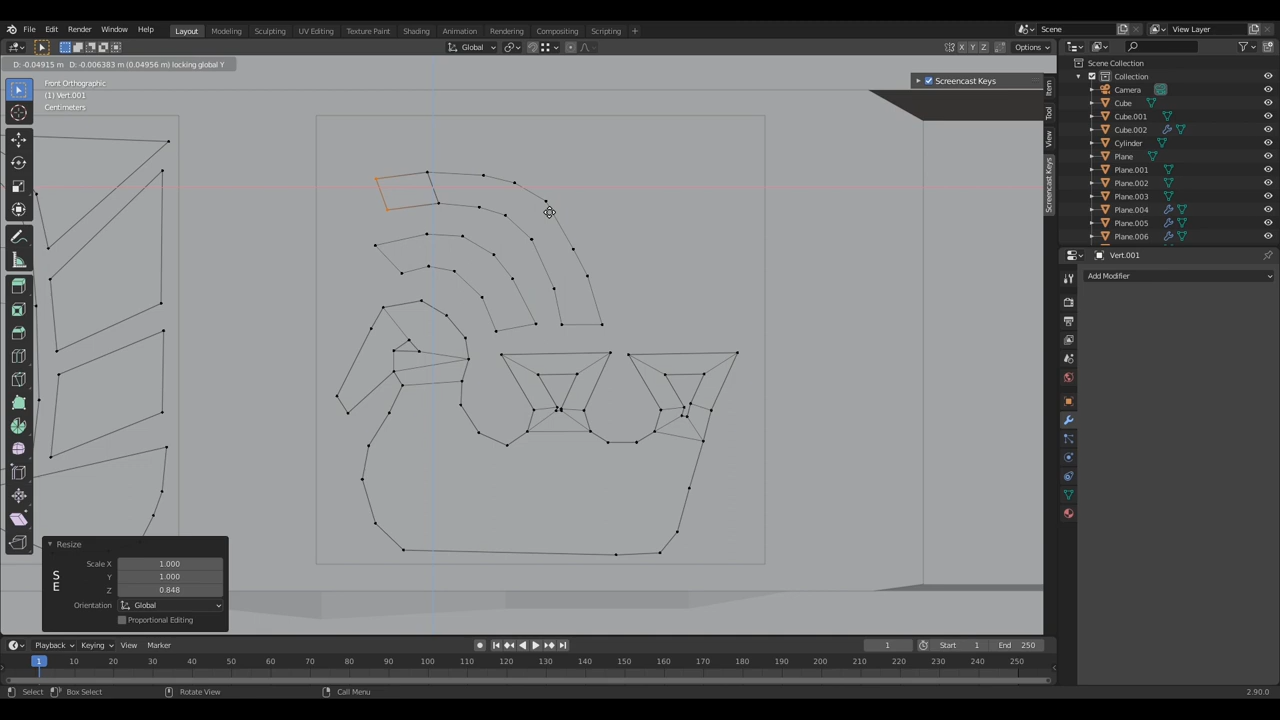 File Edit Render Window Help Layout Modeling Sculpting UV Editing Texture Paint Shading Animation Rendering Compositing Scripting + Scene View Layer
Global X Y Z Options
D: -0.04915 m D: -0.006383 m (0.04956 m) locking global Y
Front Orthographic
(1) Vert.001
Centimeters
Screencast Keys
Item
Tool
View
Screencast Keys
Scene Collection
Collection
Camera
Cube
Cube.001
Cube.002
Cylinder
Plane
Plane.001
Plane.002
Plane.003
Plane.004
Plane.005
Plane.006
Vert.001
Add Modifier
Resize
Scale X 1.000
Y 1.000
Z 0.848
Orientation Global
Proportional Editing
S
E
Playback Keying View Marker 1 Start 1 End 250
1 10 20 30 40 50 60 70 80 90 100 110 120 130 140 150 160 170 180 190 200 210 220 230 240 250
Select Box Select Rotate View Call Menu 2.90.0